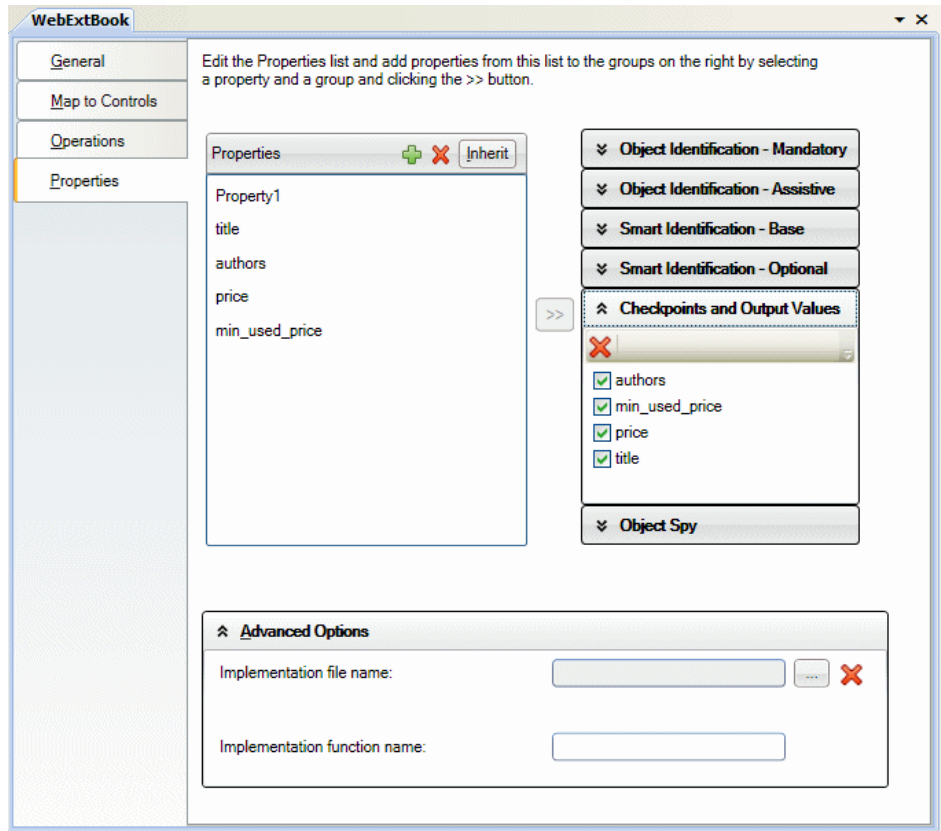 WebExtBook
General
Map to Controls
Operations
Properties
Edit the Properties list and add properties from this list to the groups on the right by selecting
a property and a group and clicking the >> button.
Properties
Inherit
Property1
title
authors
price
min_used_price
>>
Object Identification - Mandatory
Object Identification - Assistive
Smart Identification - Base
Smart Identification - Optional
Checkpoints and Output Values
authors
min_used_price
price
title
Object Spy
Advanced Options
Implementation file name:
...
Implementation function name: